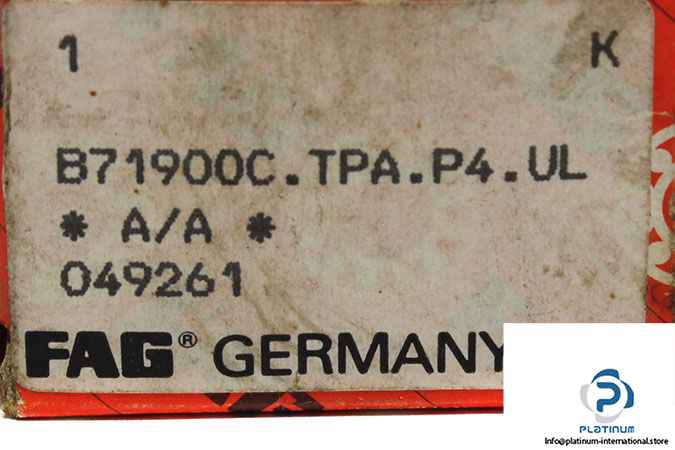 1 K
B71900C.TPA.P4.UL
* A/A *
049261
FAG® GERMANY
PLATINUM
Info@platinum-international.store